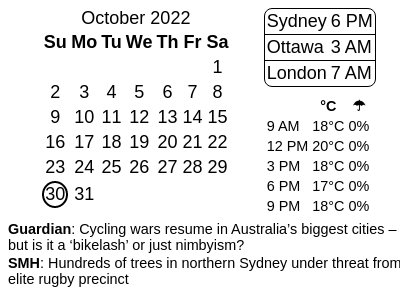 October 2022
Su Mo Tu We Th Fr Sa
1
2 3 4 5 6 7 8
9 10 11 12 13 14 15
16 17 18 19 20 21 22
23 24 25 26 27 28 29
30 31
Sydney 6 PM
Ottawa 3 AM
London 7 AM
°C ☂
9 AM 18°C 0%
12 PM 20°C 0%
3 PM 18°C 0%
6 PM 17°C 0%
9 PM 18°C 0%
Guardian: Cycling wars resume in Australia’s biggest cities –
but is it a ‘bikelash’ or just nimbyism?
SMH: Hundreds of trees in northern Sydney under threat from
elite rugby precinct